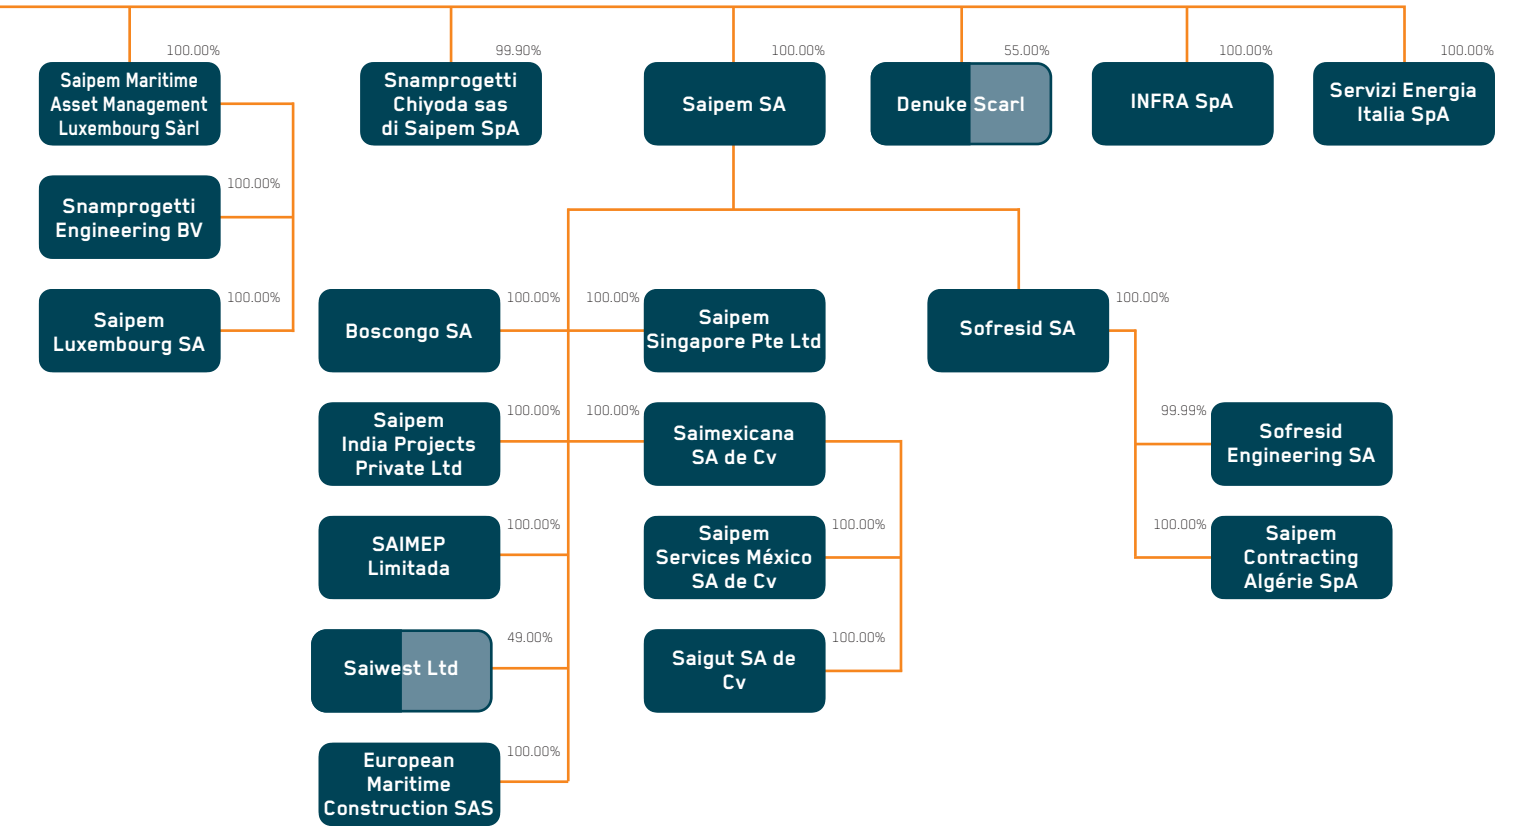 100.00%
Saipem Maritime
Asset Management
Luxembourg Sàrl
99.90%
Snamprogetti
Chiyoda sas
di Saipem SpA
100.00%
Saipem SA
55.00%
Denuke Scarl
100.00%
INFRA SpA
100.00%
Servizi Energia
Italia SpA
100.00%
Snamprogetti
Engineering BV
100.00%
Saipem
Luxembourg SA
100.00%
Boscongo SA
100.00%
Saipem
Singapore Pte Ltd
100.00%
Sofresid SA
100.00%
Saipem
India Projects
Private Ltd
100.00%
Saimexicana
SA de Cv
99.99%
Sofresid
Engineering SA
100.00%
SAIMEP
Limitada
100.00%
Saipem
Services México
SA de Cv
100.00%
Saipem
Contracting
Algérie SpA
49.00%
Saiwest Ltd
100.00%
Saigut SA de
Cv
100.00%
European
Maritime
Construction SAS